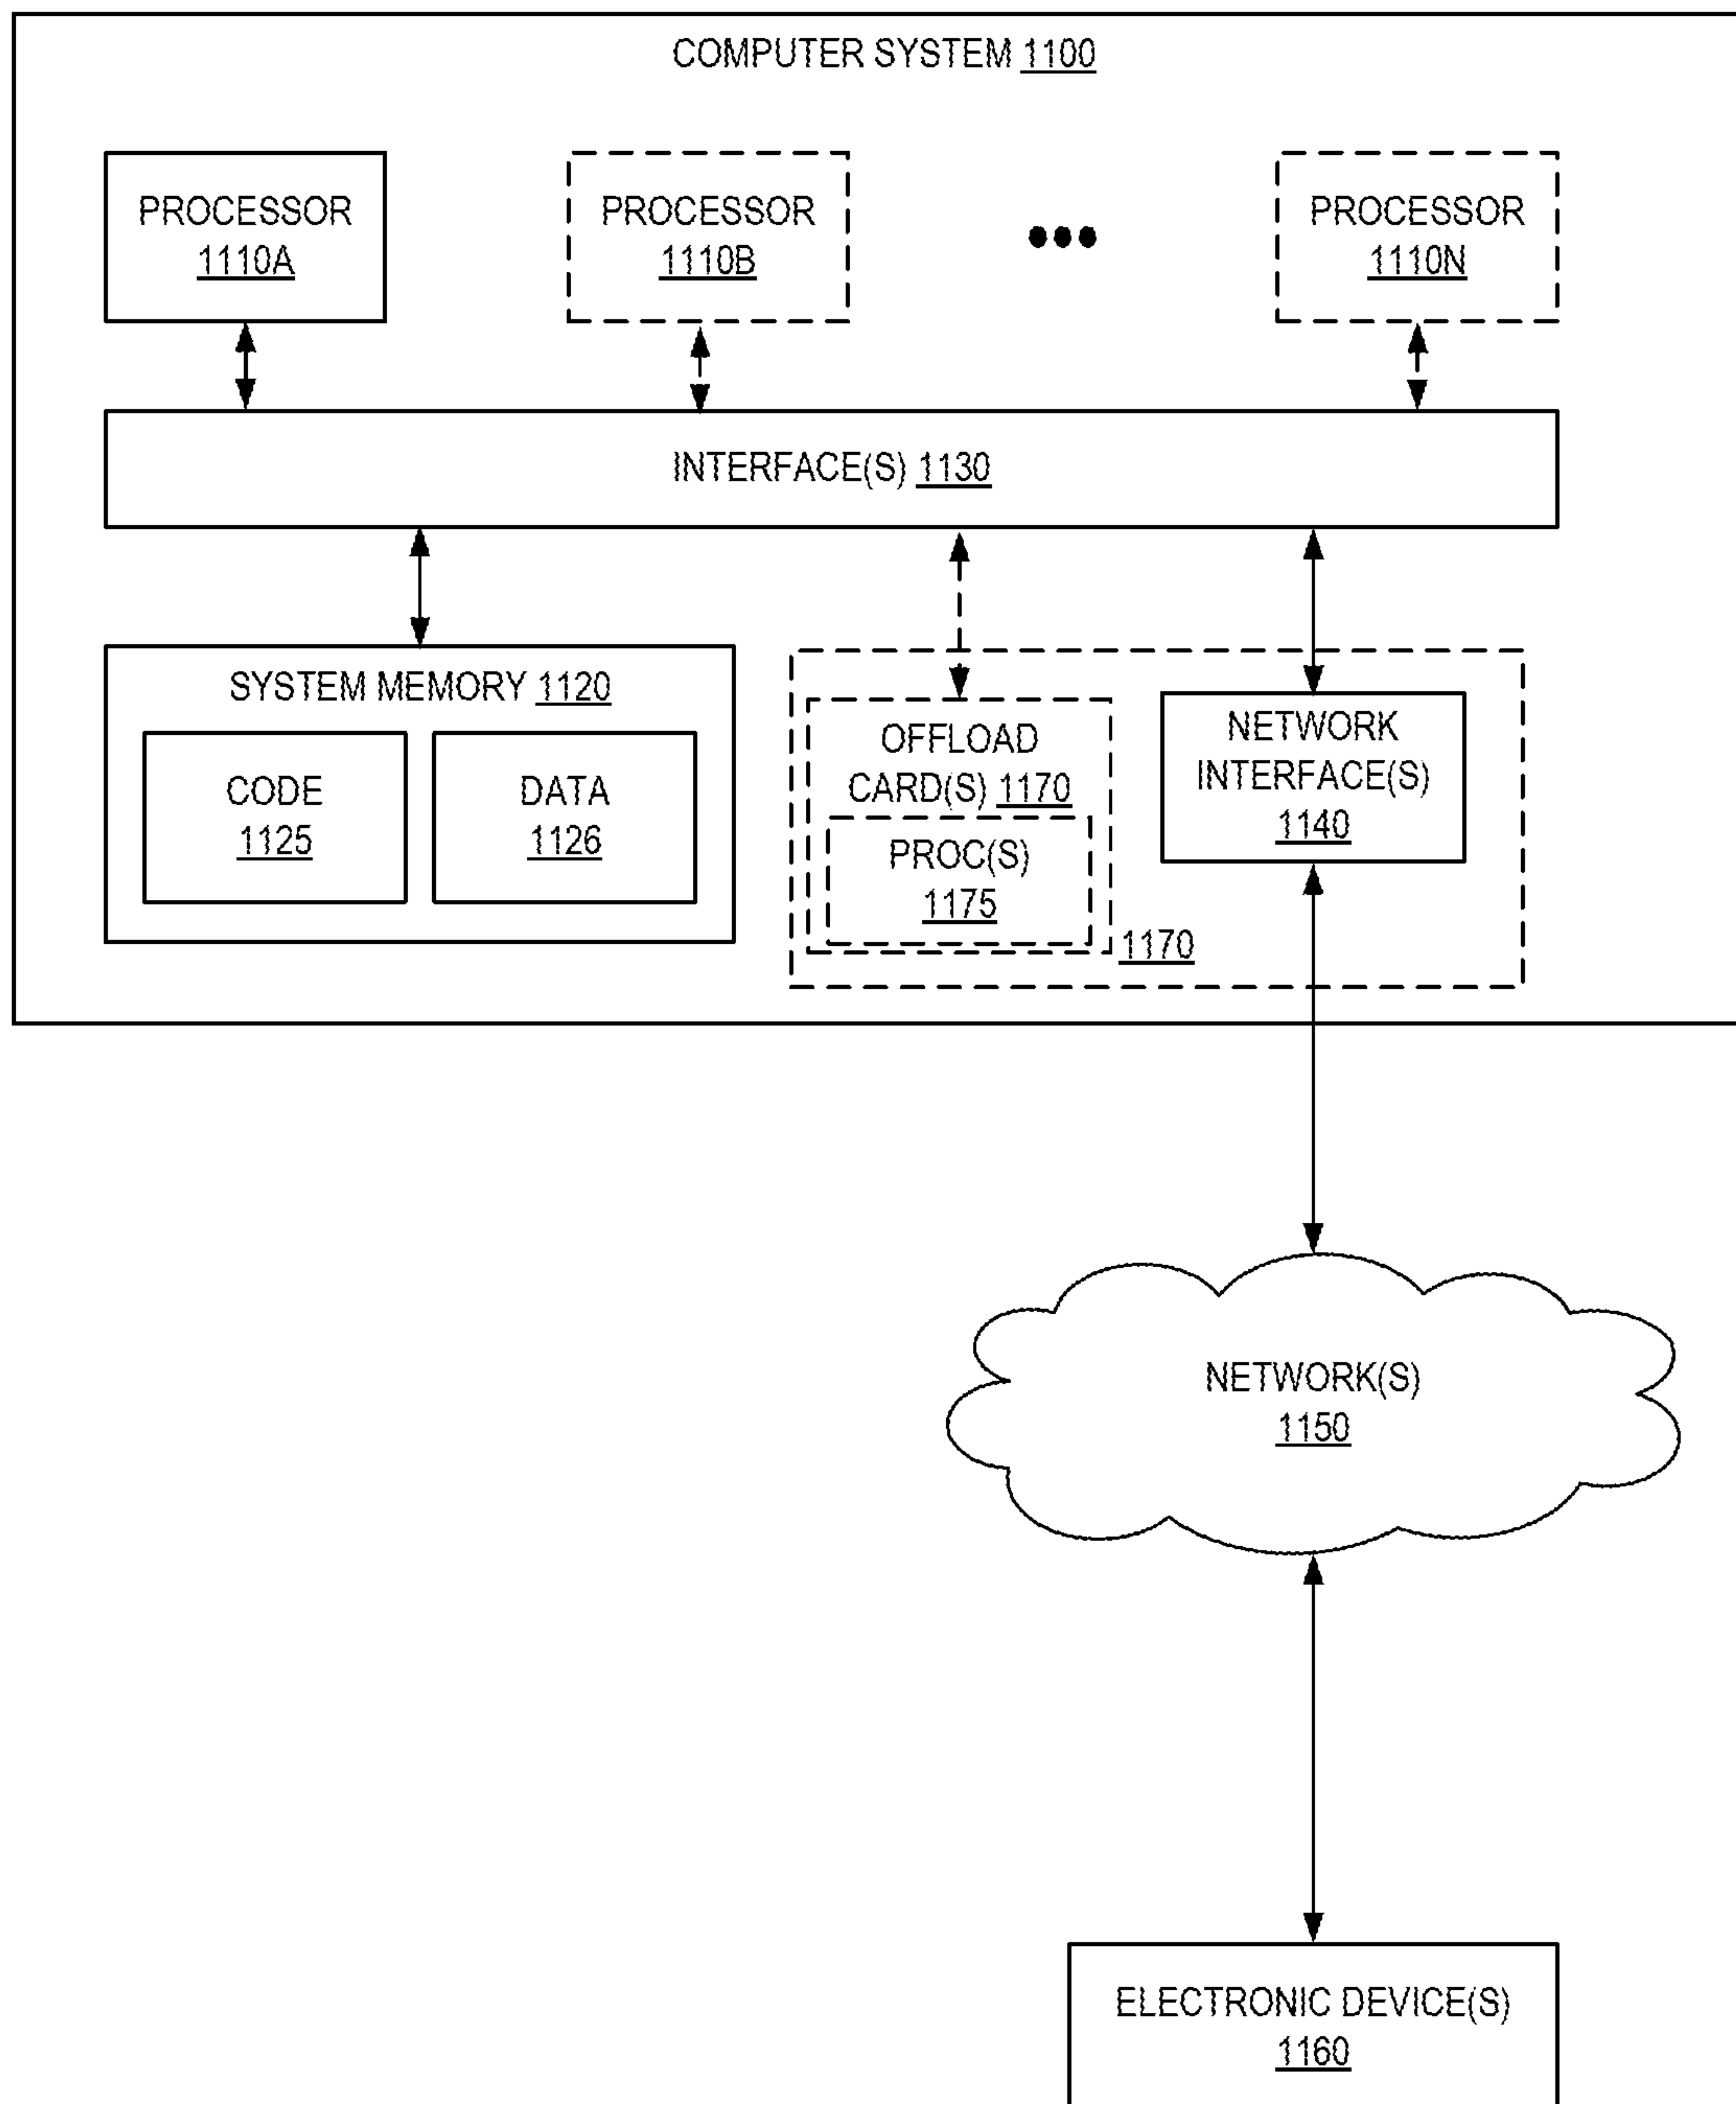 COMPUTER SYSTEM 1100
PROCESSOR
1110A
PROCESSOR
1110B
PROCESSOR
1110N
INTERFACE(S) 1130
SYSTEM MEMORY 1120
CODE
1125
DATA
1126
OFFLOAD
CARD(S) 1170
PROC(S)
1175
1170
NETWORK
INTERFACE(S)
1140
NETWORK(S)
1150
ELECTRONIC DEVICE(S)
1160